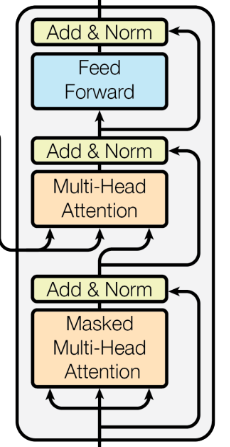 Add & Norm
Feed
Forward
Add & Norm
Multi-Head
Attention
Add & Norm
Masked
Multi-Head
Attention